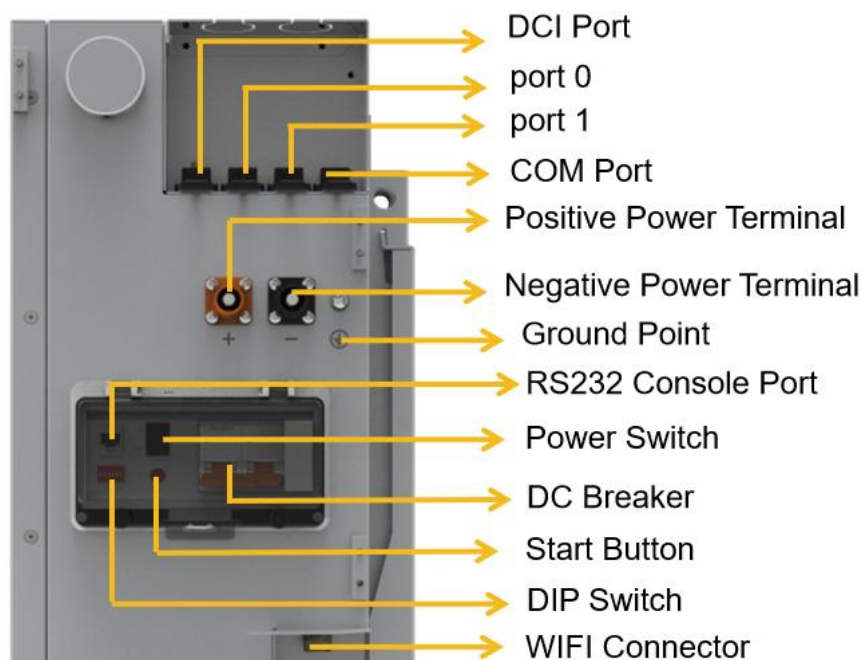 DCI Port
port 0
port 1
COM Port
Positive Power Terminal
Negative Power Terminal
+ -
Ground Point
RS232 Console Port
Power Switch
DC Breaker
Start Button
DIP Switch
WIFI Connector